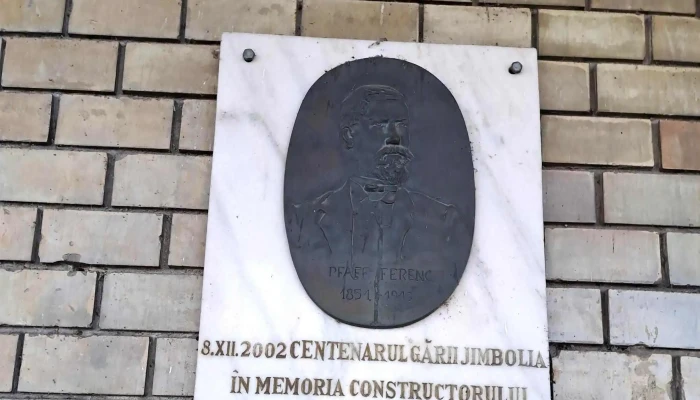 PFAFF FERENC
1851
8.XII.2002 CENTENARUL GĂRII JIMBOLIA
ÎN MEMORIA CONSTRUCTORULUI